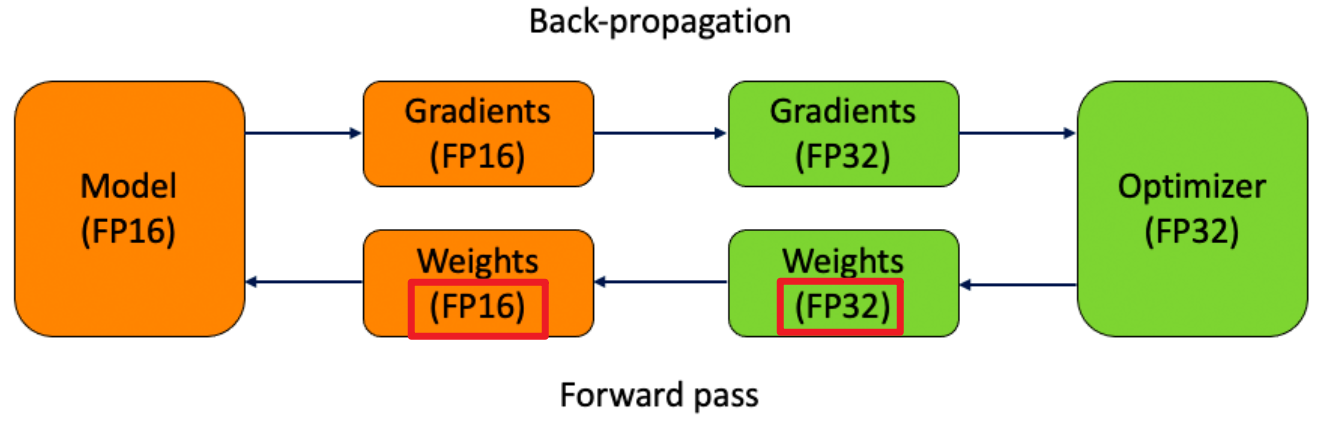 Back-propagation
Model
(FP16)
Gradients
(FP16)
Gradients
(FP32)
Optimizer
(FP32)
Weights
(FP16)
Weights
(FP32)
Forward pass